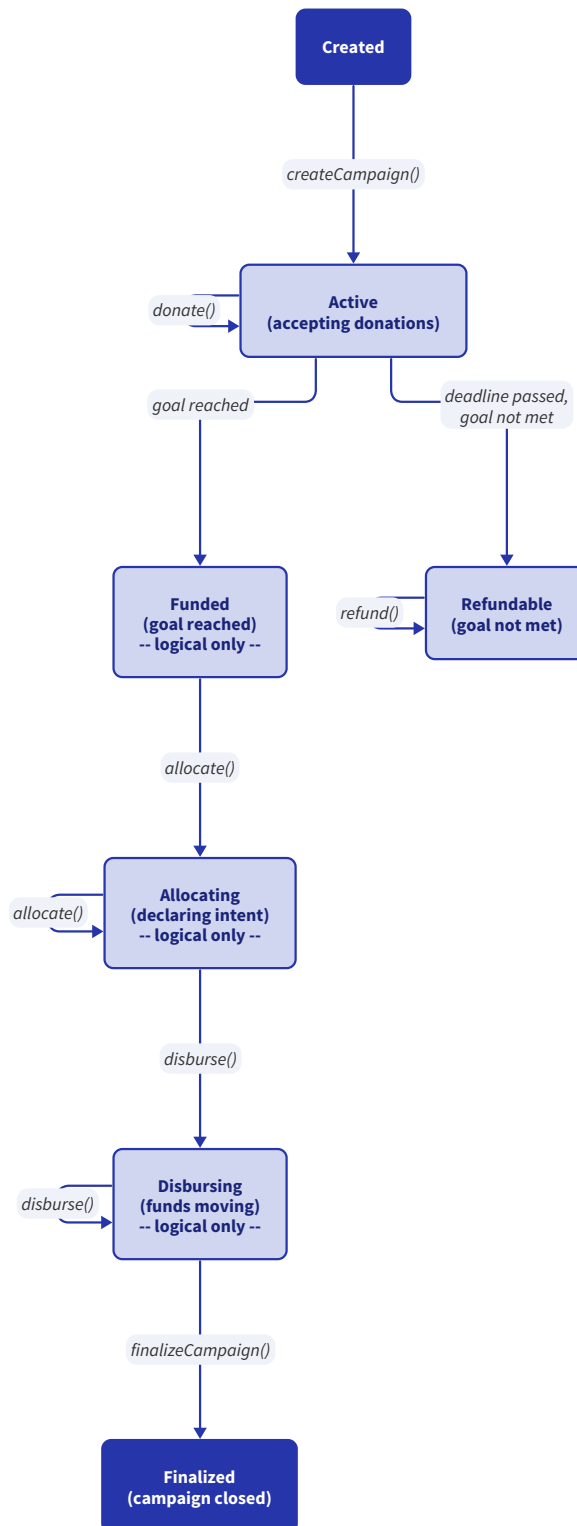 Created
createCampaign()
Active
(accepting donations)
donate()
goal reached
deadline passed,
goal not met
Funded
(goal reached)
-- logical only --
refund()
Refundable
(goal not met)
allocate()
Allocating
(declaring intent)
-- logical only --
allocate()
disburse()
Disbursing
(funds moving)
-- logical only --
disburse()
finalizeCampaign()
Finalized
(campaign closed)